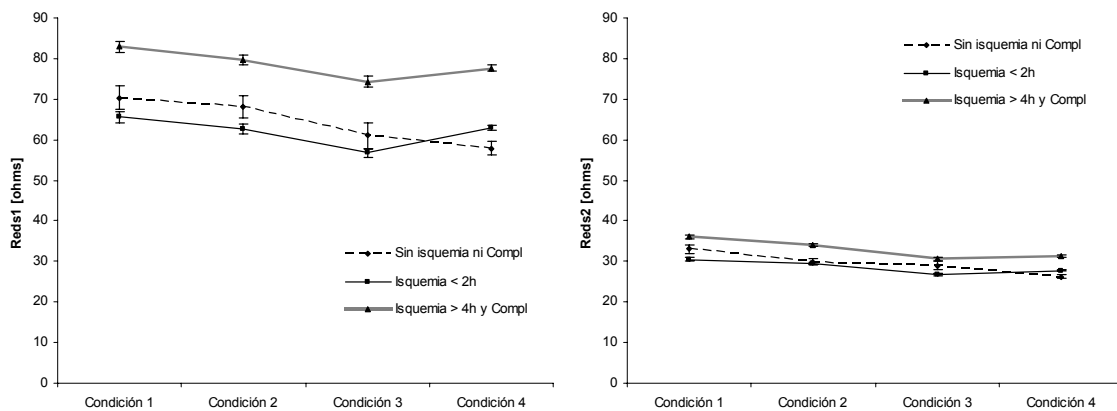 90
80
70
60
50
40
30
20
10
0
Reds1 [ohms]
Sin isquemia ni Compl
Isquemia < 2h
Isquemia > 4h y Compl
Condición 1 Condición 2 Condición 3 Condición 4
90
80
70
60
50
40
30
20
10
0
Reds2 [ohms]
Sin isquemia ni Compl
Isquemia < 2h
Isquemia > 4h y Compl
Condición 1 Condición 2 Condición 3 Condición 4